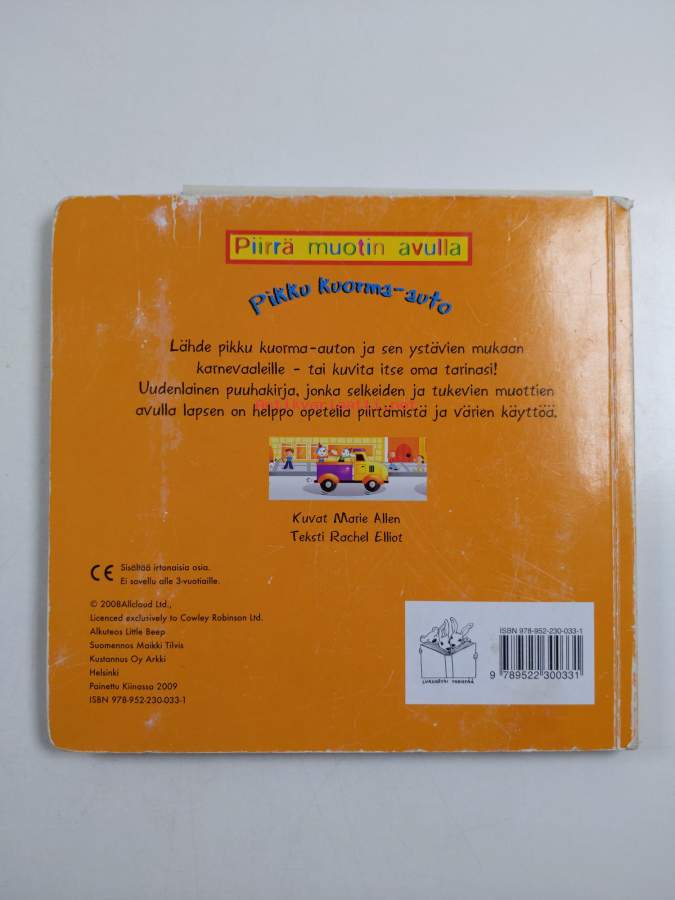 Piirrä muotin avulla
Pikku kuorma-auto
Lähde pikku kuorma-auton ja sen ystävien mukaan
karnevaaleille - tai kuvita itse oma tarinasi!
Uudenlainen puuhakirja, jonka selkeiden ja tukevien muottien
avulla lapsen on helppo opetella piirtämistä ja värien käyttöä.
Kuvat Marie Allen
Teksti Rachel Elliot
CE Sisältää irtonaisia osia.
Ei sovellu alle 3-vuotiaille.
© 2008Allcloud Ltd.,
Licenced exclusively to Cowley Robinson Ltd.
Alkuteos Little Beep
Suomennos Maikki Tilvis
Kustannus Oy Arkki
Helsinki
Painettu Kiinassa 2009
ISBN 978-952-230-033-1
ISBN 978-952-230-033-1
9 789522 300331